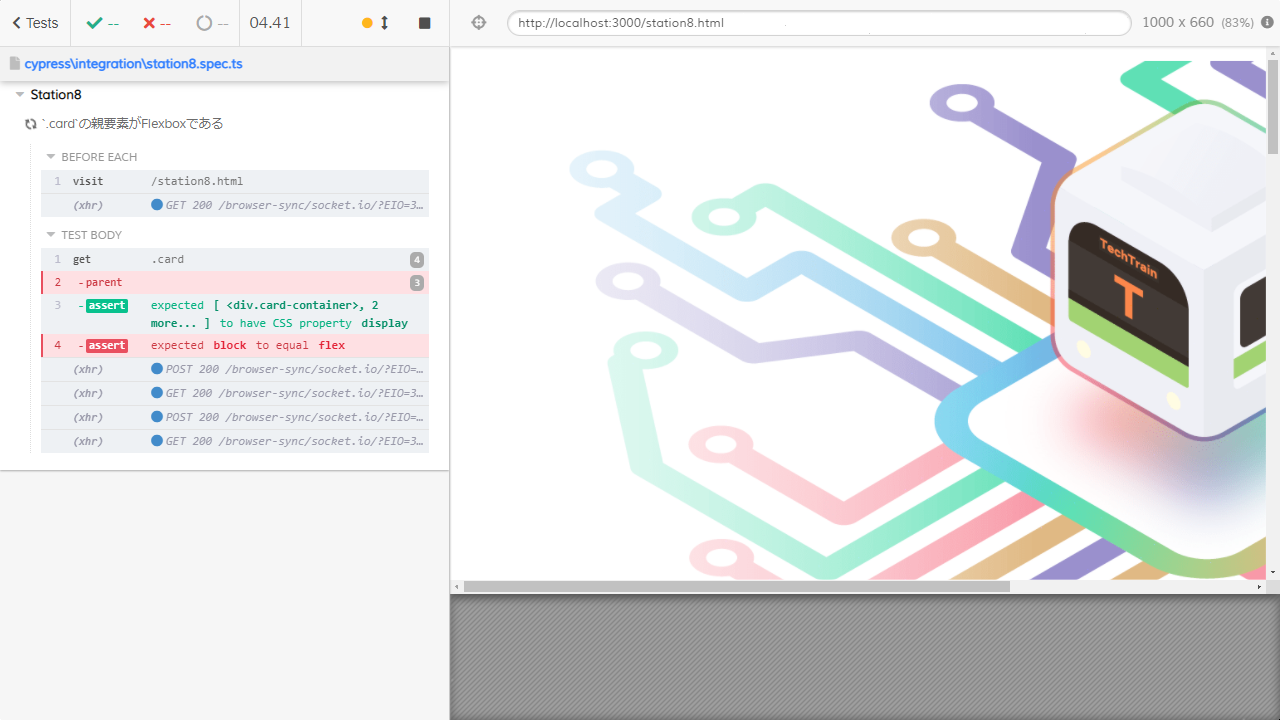 Tests
--
--
--
04.41
http://localhost:3000/station8.html
1000 x 660 (83%)
cypress\integration\station8.spec.ts
Station8
`.card`の親要素がFlexboxである
BEFORE EACH
1 visit /station8.html
(xhr) GET 200 /browser-sync/socket.io/?EIO=3…
TEST BODY
1 get .card 4
2 -parent 3
3 -assert expected [ <div.card-container>, 2
more... ] to have CSS property display
4 -assert expected block to equal flex
(xhr) POST 200 /browser-sync/socket.io/?EIO=…
(xhr) GET 200 /browser-sync/socket.io/?EIO=3…
(xhr) POST 200 /browser-sync/socket.io/?EIO=…
(xhr) GET 200 /browser-sync/socket.io/?EIO=3…
TechTrain
T